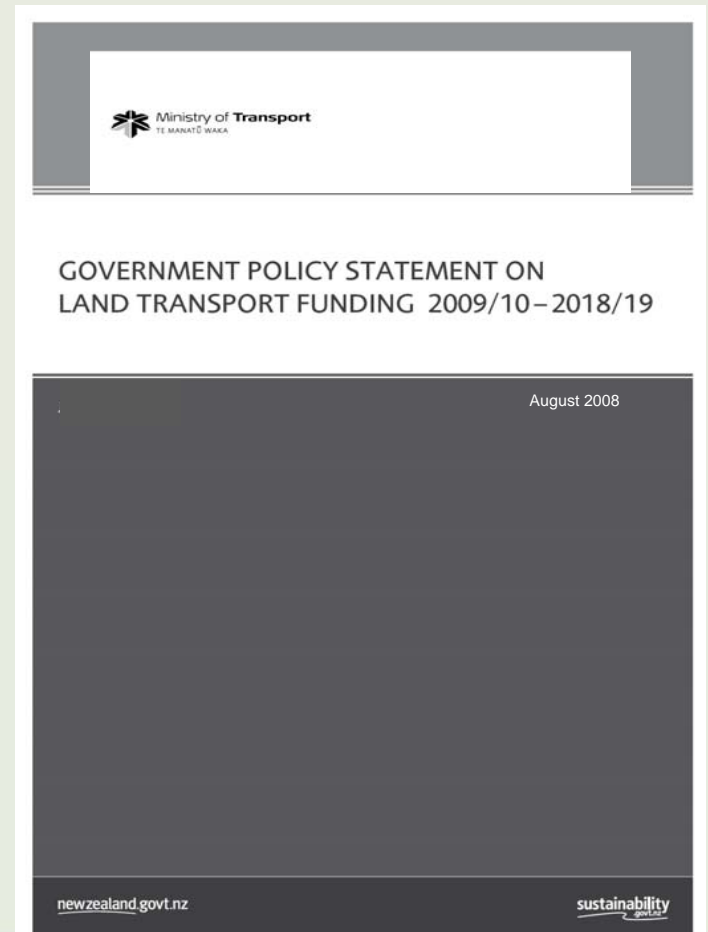 Ministry of Transport
TE MANATŪ WAKA
GOVERNMENT POLICY STATEMENT ON
LAND TRANSPORT FUNDING 2009/10–2018/19
August 2008
newzealand.govt.nz
sustainability
.govt.nz